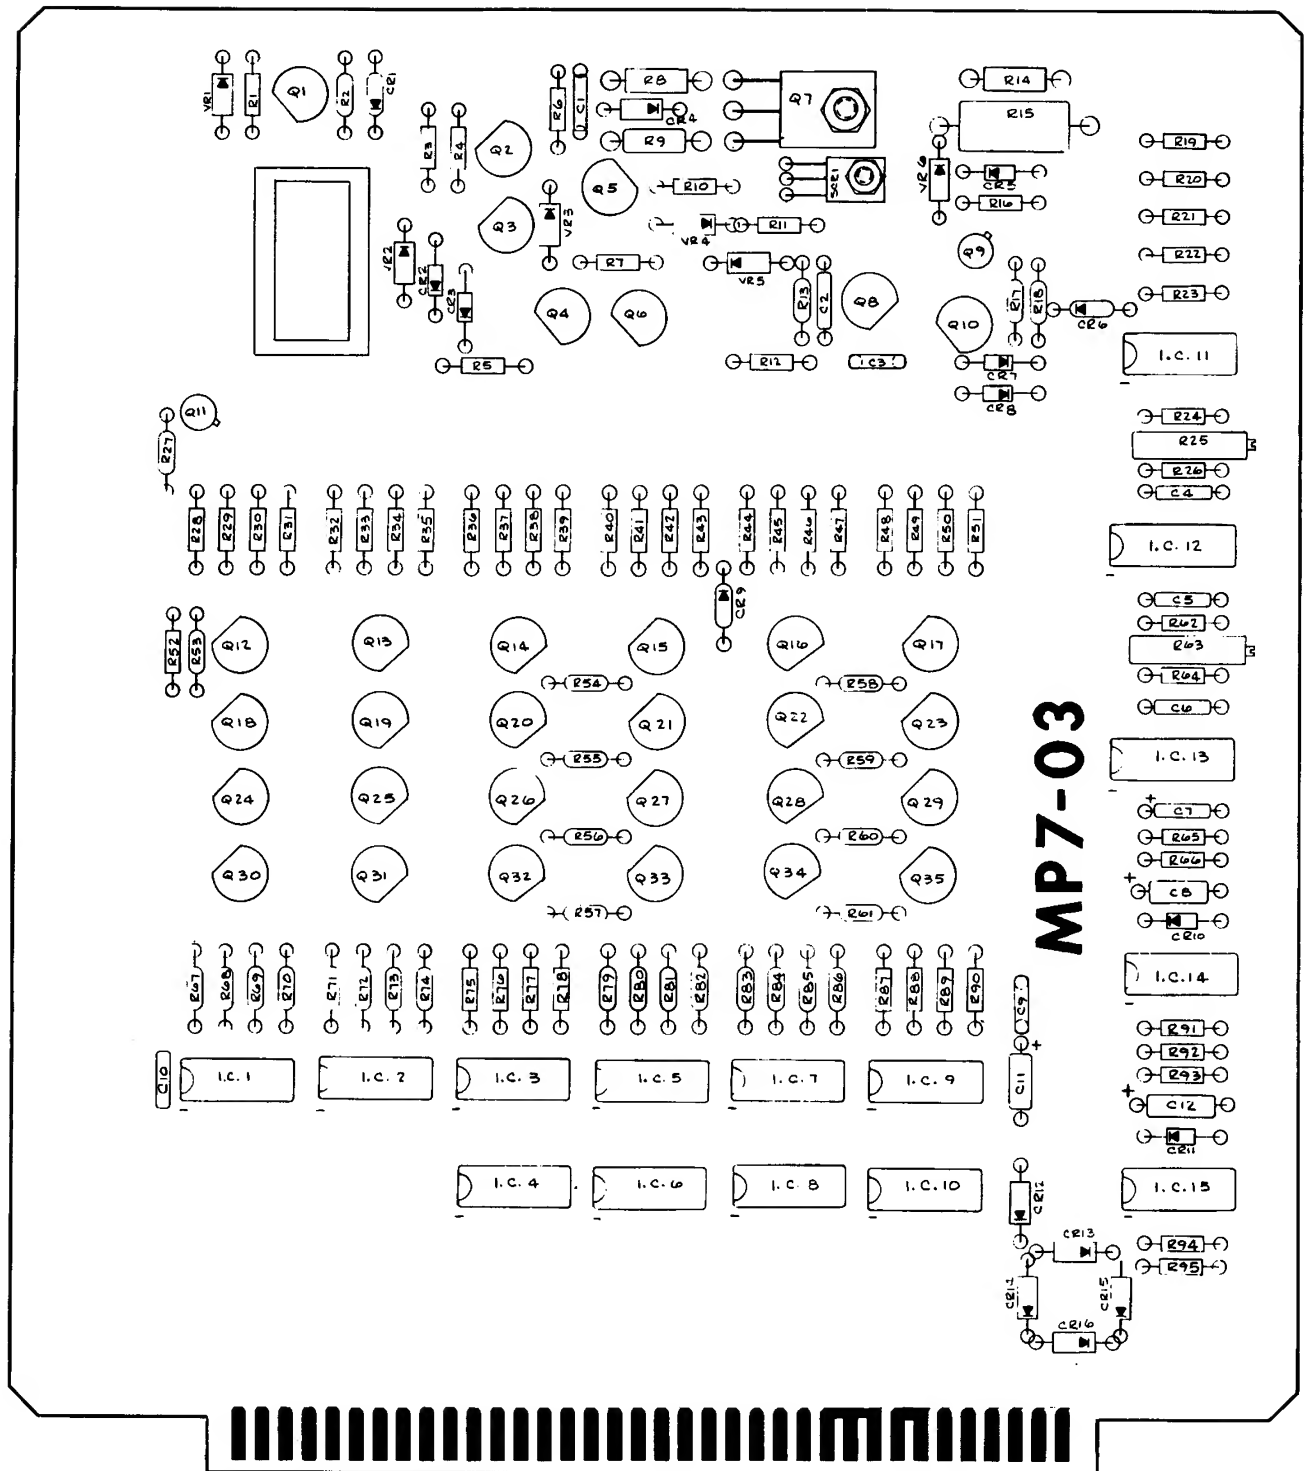 VR1 R1 Q1 R2 CR1
R3 R4 Q2 R6 C1 R8
CR4
R9
Q7
R14
R15
SCR1
VR6
CR5
R16
R19
R20
R21
R22
R23
Q3 VR3 Q5 R10
VR4 R11
VR2 CR2 CR3
R7 VR5
R13 C2 Q8
Q9
Q10 R17 R18 CR6
Q4 Q6
R5 R12 C3
CR7
CR8
I.C. 11
Q11
R27
R24
R25
R26
C4
R28 R29 R30 R31 R32 R33 R34 R35 R36 R37 R38 R39 R40 R41 R42 R43 R44 R45 R46 R47 R48 R49 R50 R51
I.C. 12
CR9
C5
R62
R63
R64
C6
R52 R53 Q12 Q13 Q14 Q15 Q16 Q17
R54 R58
Q18 Q19 Q20 Q21 Q22 Q23
R55 R59
Q24 Q25 Q26 Q27 Q28 Q29
R56 R60
Q30 Q31 Q32 Q33 Q34 Q35
R57 R61
MP7-03
I.C. 13
+ C7
R65
R66
+ C8
CR10
R67 R68 R69 R70 R71 R72 R73 R74 R75 R76 R77 R78 R79 R80 R81 R82 R83 R84 R85 R86 R87 R88 R89 R90
C9
I.C. 14
R91
R92
R93
C10 I.C. 1 I.C. 2 I.C. 3 I.C. 5 I.C. 7 I.C. 9
+ C11
+ C12
CR11
I.C. 4 I.C. 6 I.C. 8 I.C. 10
CR12
I.C. 15
CR13
R94
R95
CR14 CR15
CR16